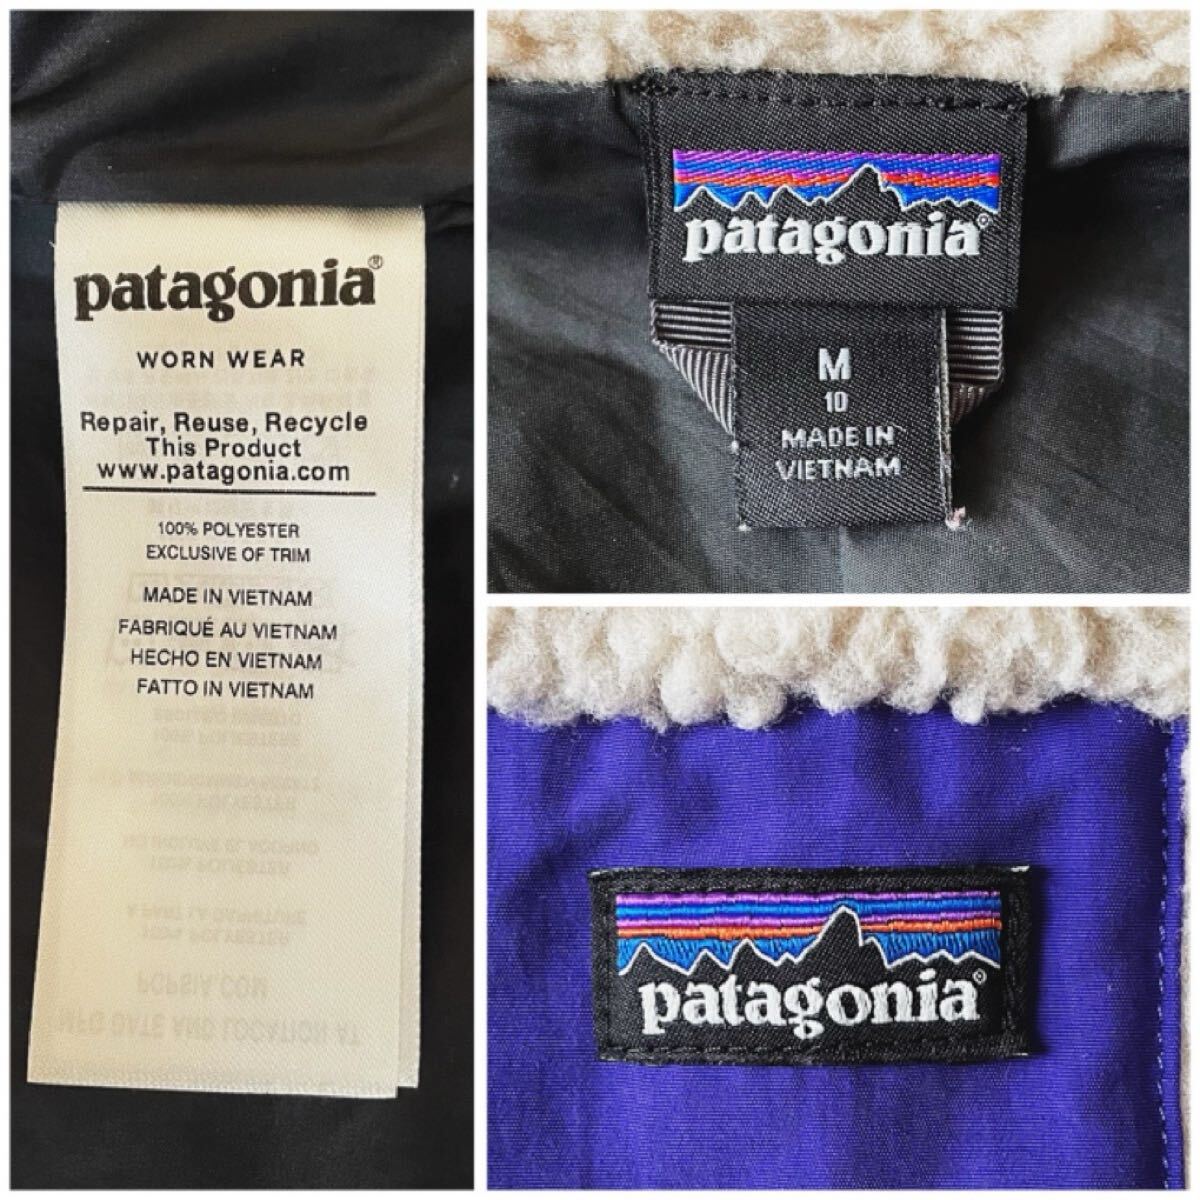 patagonia®
WORN WEAR
Repair, Reuse, Recycle
This Product
www.patagonia.com
100% POLYESTER
EXCLUSIVE OF TRIM
MADE IN VIETNAM
FABRIQUÉ AU VIETNAM
HECHO EN VIETNAM
FATTO IN VIETNAM
patagonia®
M
10
MADE IN
VIETNAM
patagonia®